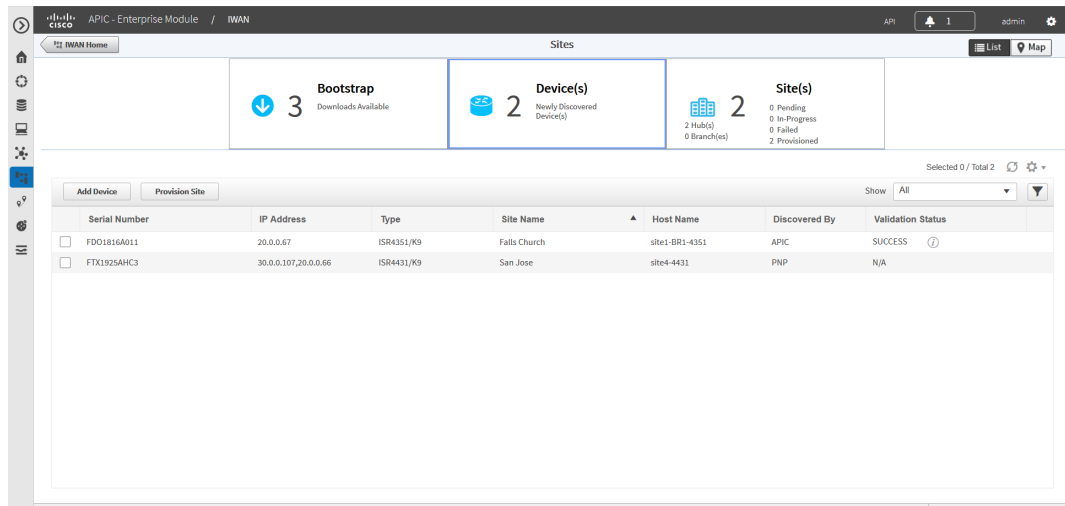 cisco APIC - Enterprise Module / IWAN API 1 admin
IWAN Home Sites List Map
Bootstrap
3 Downloads Available
Device(s)
2 Newly Discovered
Device(s)
Site(s)
2
2 Hub(s)
0 Branch(es)
0 Pending
0 In-Progress
0 Failed
2 Provisioned
Selected 0 / Total 2
Add Device Provision Site Show All
Serial Number IP Address Type Site Name Host Name Discovered By Validation Status
FDO1816A011 20.0.0.67 ISR4351/K9 Falls Church site1-BR1-4351 APIC SUCCESS i
FTX1925AHC3 30.0.0.107,20.0.0.66 ISR4431/K9 San Jose site4-4431 PNP N/A